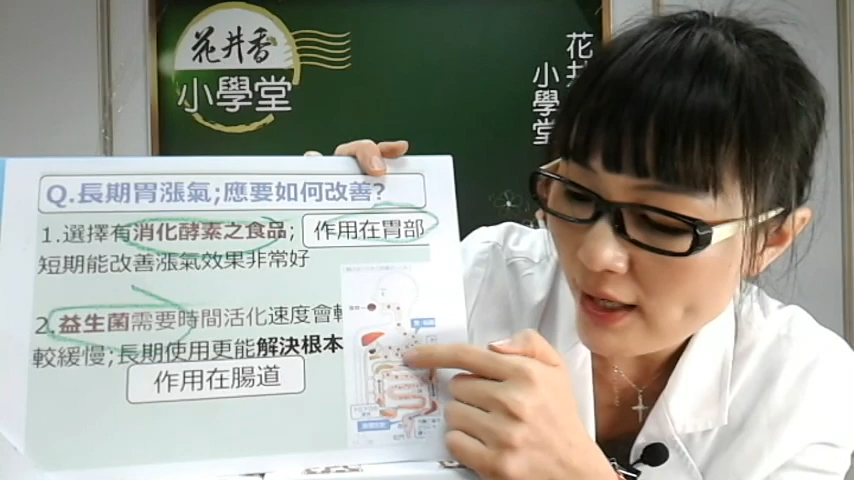 花井香
小學堂
花井
小學堂
Q.長期胃漲氣;應要如何改善?
1.選擇有消化酵素之食品; 作用在胃部
短期能改善漲氣效果非常好
2.益生菌需要時間活化速度會較
較緩慢;長期使用更能解決根本
作用在腸道